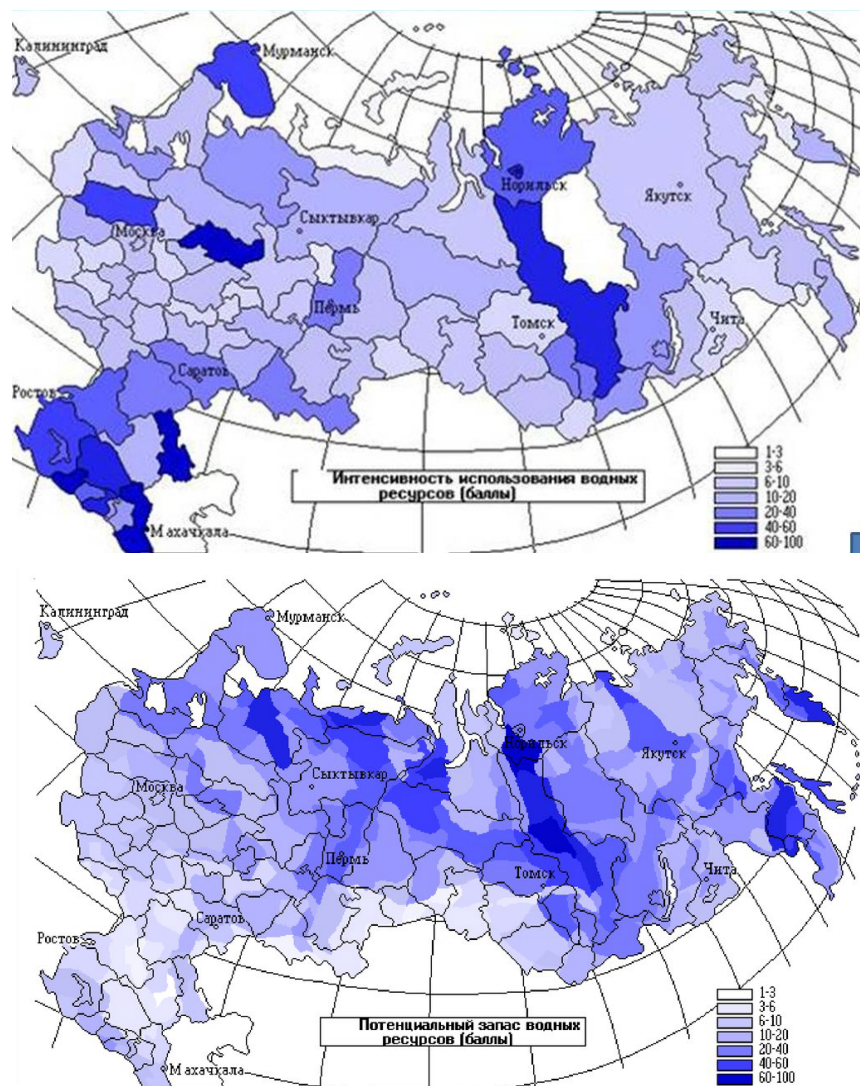 Калининград
Мурманск
Норильск
Якутск
Сыктывкар
Москва
Пермь
Томск
Чита
Саратов
Ростов
Махачкала
Интенсивность использования водных
ресурсов (баллы)
1-3
3-6
6-10
10-20
20-40
40-60
60-100
Калининград
Мурманск
Норильск
Якутск
Сыктывкар
Москва
Пермь
Томск
Чита
Саратов
Ростов
Махачкала
Потенциальный запас водных
ресурсов (баллы)
1-3
3-6
6-10
10-20
20-40
40-60
60-100